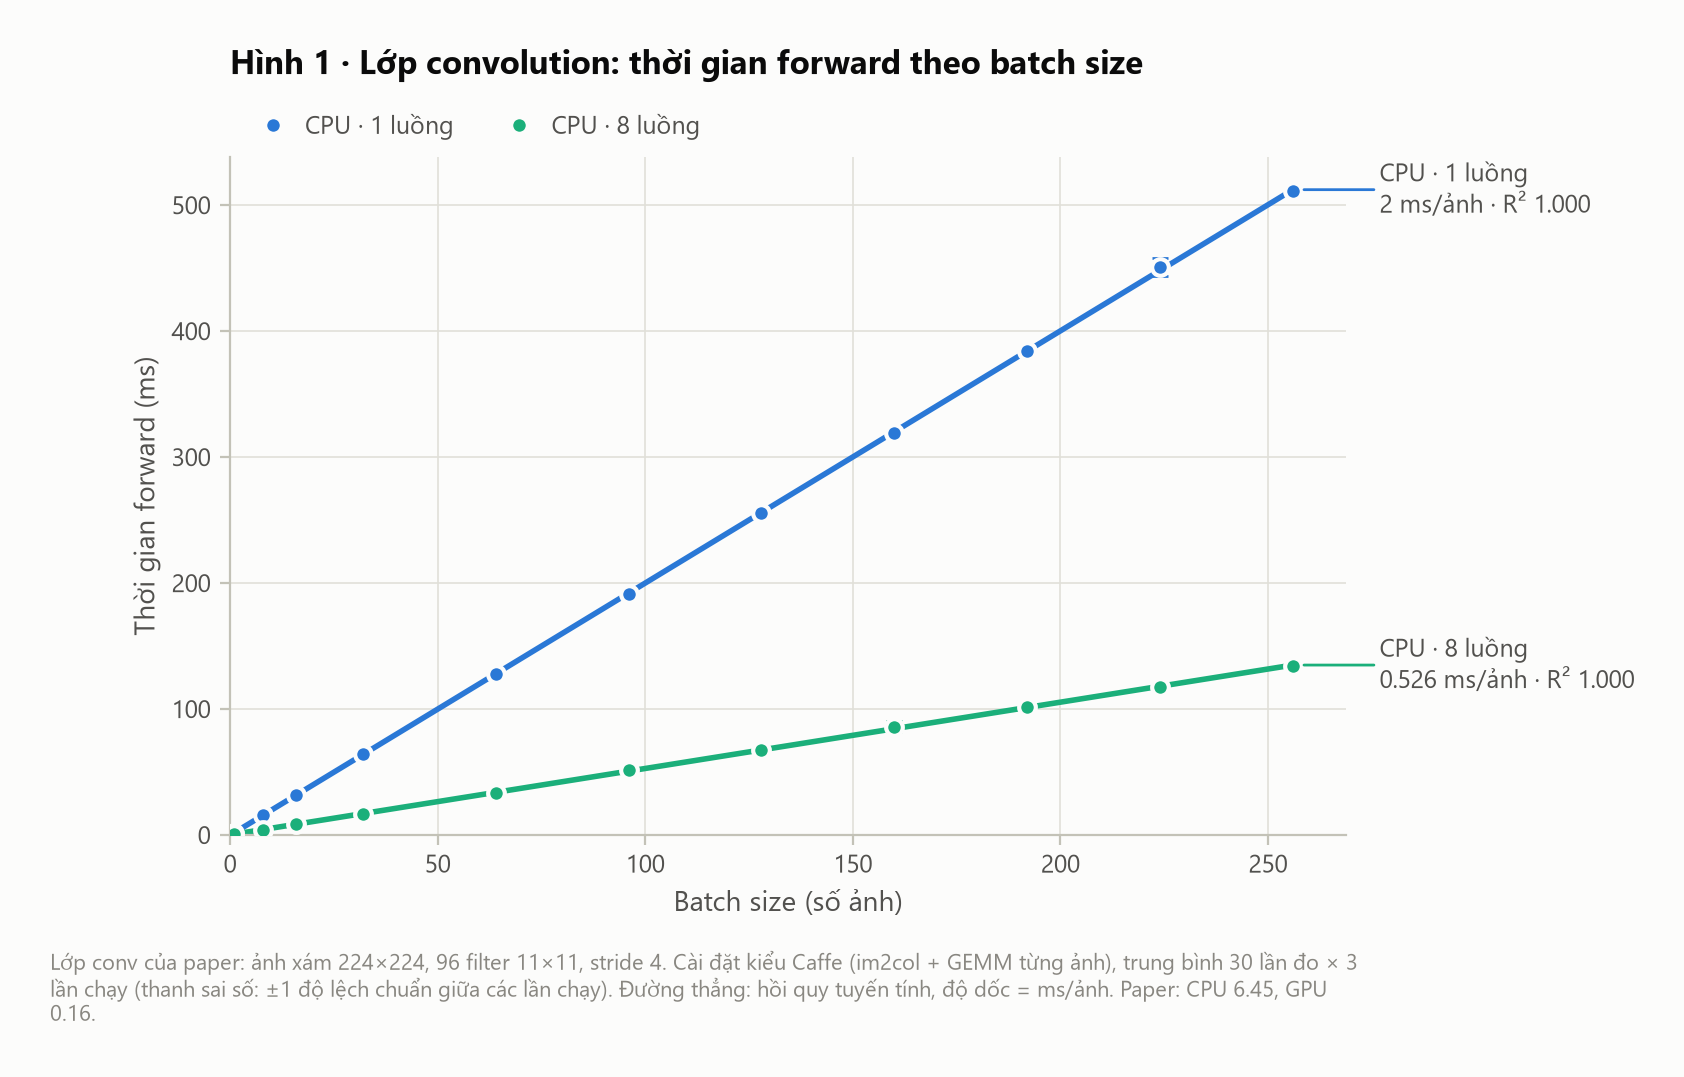 Hình 1 · Lớp convolution: thời gian forward theo batch size
CPU · 1 luồng
CPU · 8 luồng
CPU · 1 luồng
2 ms/ảnh · R² 1.000
500
400
300
200
100
0
Thời gian forward (ms)
CPU · 8 luồng
0.526 ms/ảnh · R² 1.000
0 50 100 150 200 250
Batch size (số ảnh)
Lớp conv của paper: ảnh xám 224×224, 96 filter 11×11, stride 4. Cài đặt kiểu Caffe (im2col + GEMM từng ảnh), trung bình 30 lần đo × 3
lần chạy (thanh sai số: ±1 độ lệch chuẩn giữa các lần chạy). Đường thẳng: hồi quy tuyến tính, độ dốc = ms/ảnh. Paper: CPU 6.45, GPU
0.16.